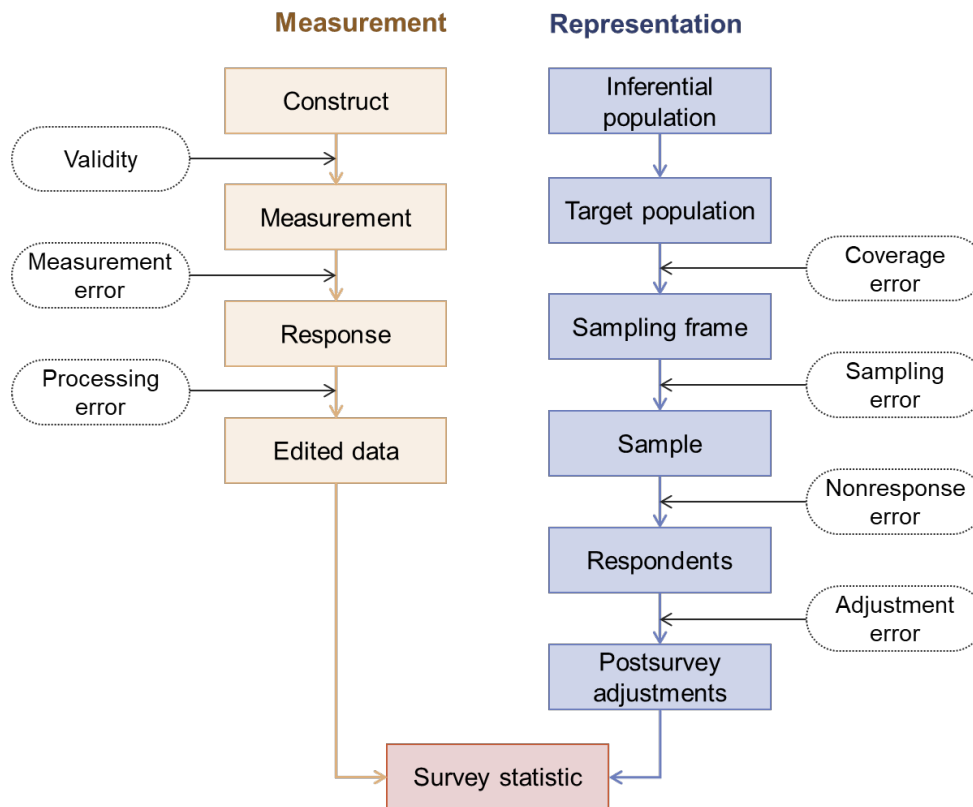 Measurement
Representation
Construct
Inferential
population
Validity
Measurement
Target population
Measurement
error
Coverage
error
Response
Sampling frame
Processing
error
Sampling
error
Edited data
Sample
Nonresponse
error
Respondents
Adjustment
error
Postsurvey
adjustments
Survey statistic